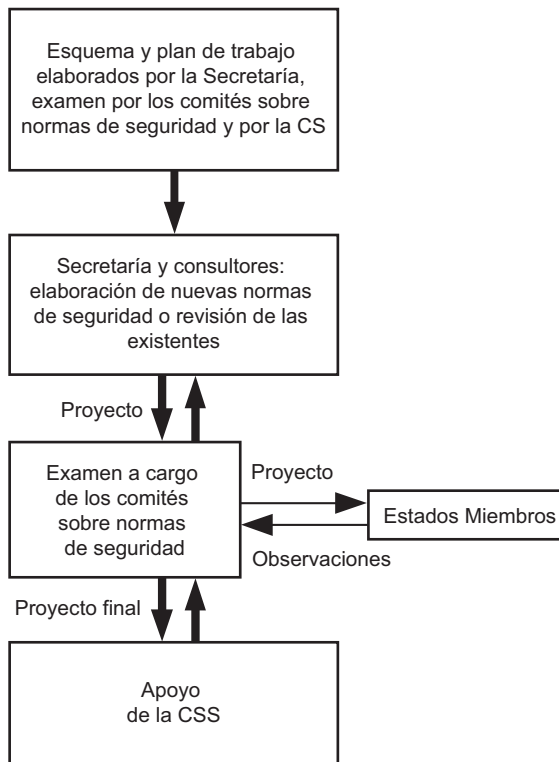 Esquema y plan de trabajo
elaborados por la Secretaría,
examen por los comités sobre
normas de seguridad y por la CS
Secretaría y consultores:
elaboración de nuevas normas
de seguridad o revisión de las
existentes
Proyecto
Examen a cargo
de los comités
sobre normas
de seguridad
Proyecto
Estados Miembros
Observaciones
Proyecto final
Apoyo
de la CSS